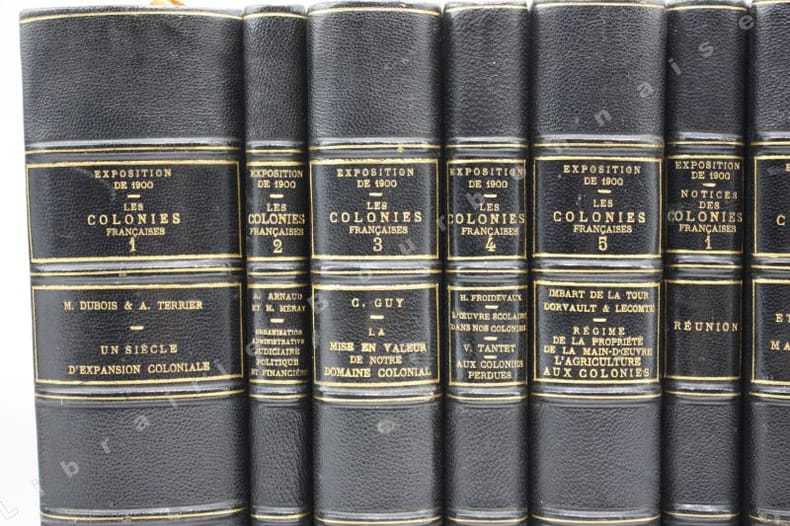 EXPOSITION
DE 1900
LES
COLONIES
FRANÇAISES
1
M. DUBOIS & A. TERRIER
UN SIÈCLE
D'EXPANSION COLONIALE
EXPOSITION
DE 1900
LES
COLONIES
FRANÇAISES
2
A. ARNAUD
ET H. MÉRAY
ORGANISATION
ADMINISTRATIVE
JUDICIAIRE
POLITIQUE
ET FINANCIÈRE
EXPOSITION
DE 1900
LES
COLONIES
FRANÇAISES
3
C. GUY
LA
MISE EN VALEUR
DE NOTRE
DOMAINE COLONIAL
EXPOSITION
DE 1900
LES
COLONIES
FRANÇAISES
4
H. FROIDEVAUX
L'ŒUVRE SCOLAIRE
DANS NOS COLONIES
V. TANTET
AUX COLONIES
PERDUES
EXPOSITION
DE 1900
LES
COLONIES
FRANÇAISES
5
IMBART DE LA TOUR
DORVAULT & LECOMTE
RÉGIME
DE LA PROPRIÉTÉ
DE LA MAIN-D'ŒUVRE
L'AGRICULTURE
AUX COLONIES
EXPOSITION
DE 1900
NOTICES
DES
COLONIES
1
RÉUNION
E
C
ET
MA
Librairie Bourbonnaise